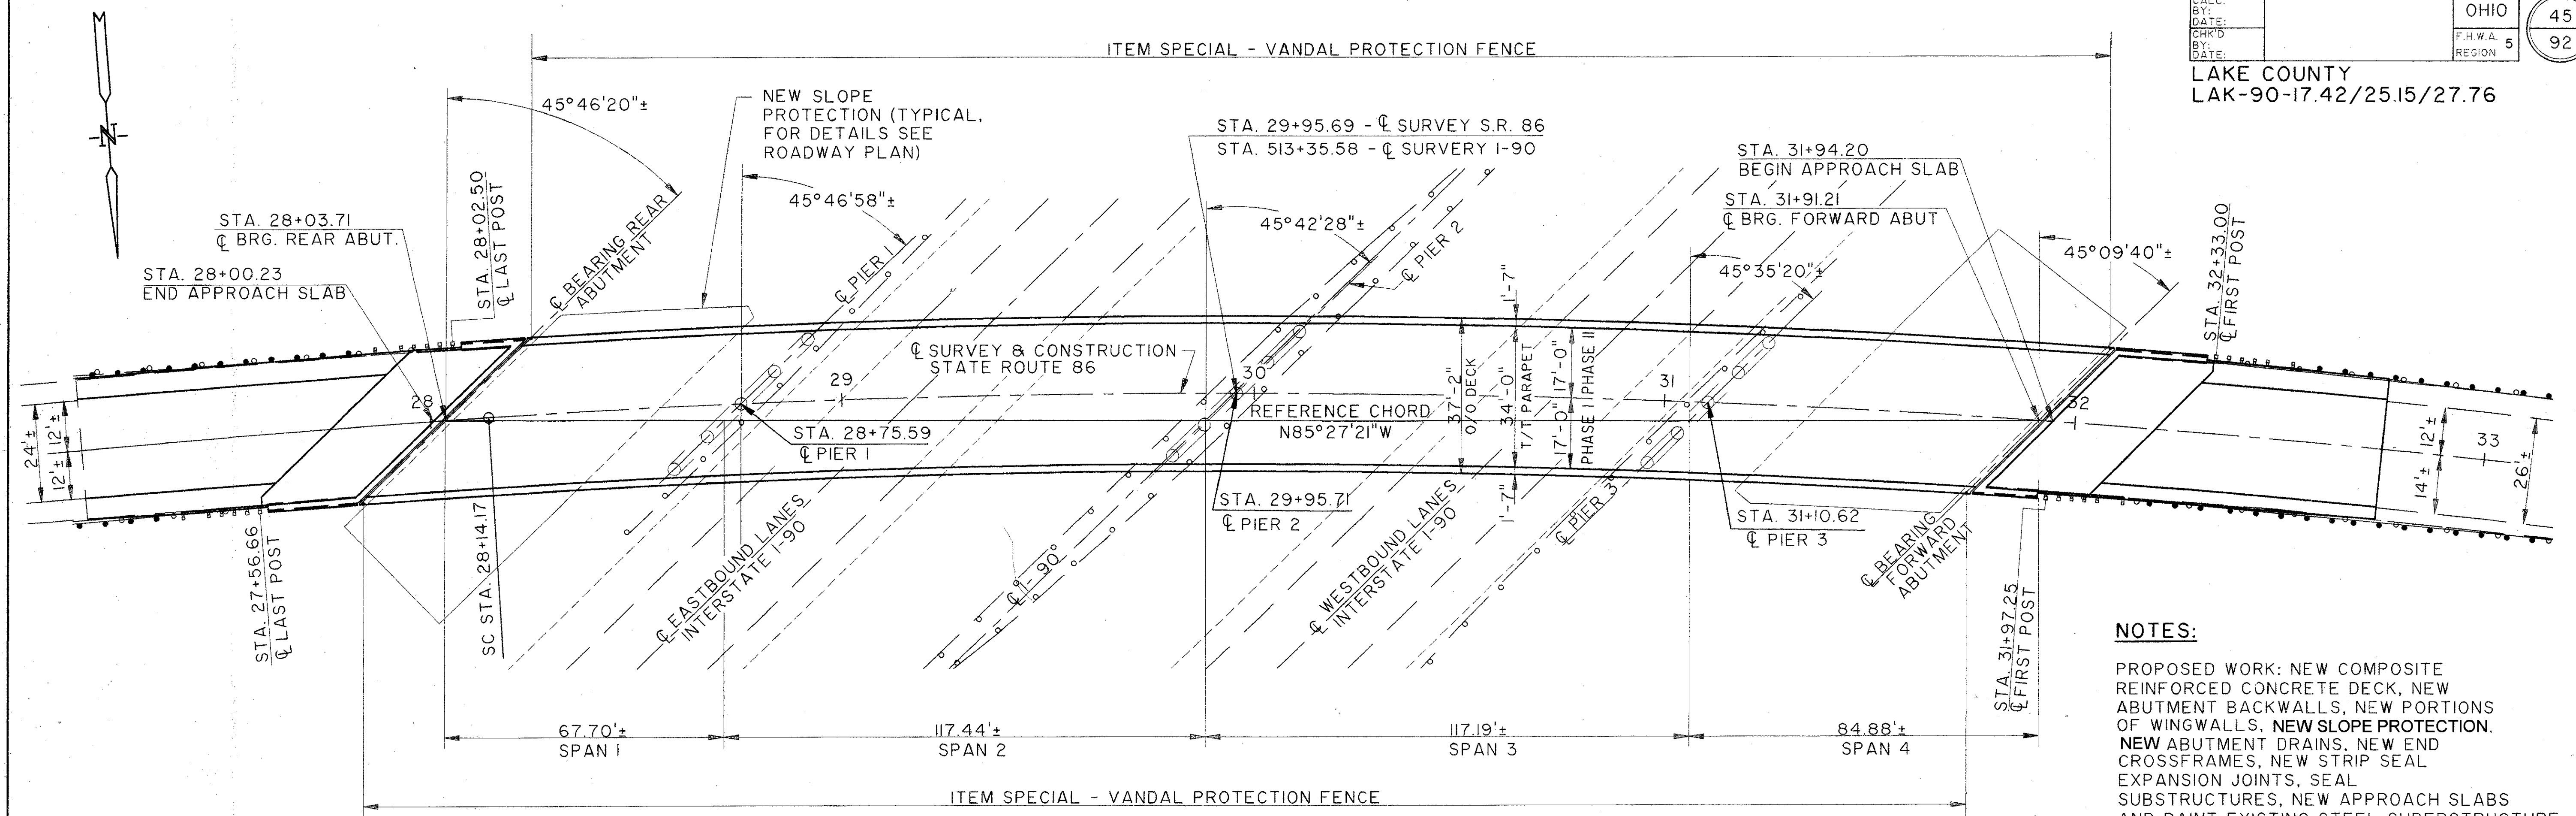 CALC.
BY:
DATE:
CHK'D
BY:
DATE:
OHIO
F.H.W.A.
REGION 5
45
92
LAKE COUNTY
LAK-90-17.42/25.15/27.76
ITEM SPECIAL - VANDAL PROTECTION FENCE
N
45°46'20"±
NEW SLOPE
PROTECTION (TYPICAL,
FOR DETAILS SEE
ROADWAY PLAN)
STA. 29+95.69 - ℄ SURVEY S.R. 86
STA. 513+35.58 - ℄ SURVERY I-90
STA. 31+94.20
BEGIN APPROACH SLAB
STA. 31+91.21
℄ BRG. FORWARD ABUT
STA. 28+03.71
℄ BRG. REAR ABUT.
STA. 28+00.23
END APPROACH SLAB
STA. 28+02.50
℄ LAST POST
℄ BEARING REAR
ABUTMENT
45°46'58"±
℄ PIER 1
45°42'28"±
℄ PIER 2
1'-7"
45°35'20"±
45°09'40"±
STA. 32+33.00
℄ FIRST POST
℄ SURVEY & CONSTRUCTION
STATE ROUTE 86
28
29
30
31
32
33
24'±
12'±
12'±
REFERENCE CHORD
N85°27'21"W
37'-2"
O/O DECK
34'-0"
T/T PARAPET
17'-0"
17'-0"
PHASE I
PHASE II
1'-7"
12'±
14'±
26'±
STA. 28+75.59
℄ PIER 1
STA. 29+95.71
℄ PIER 2
STA. 31+10.62
℄ PIER 3
℄ PIER 3
STA. 27+56.66
℄ LAST POST
SC STA. 28+14.17
℄ EASTBOUND LANES
INTERSTATE I-90
℄ I-90
℄ WESTBOUND LANES
INTERSTATE I-90
℄ BEARING
FORWARD
ABUTMENT
STA. 31+97.25
℄ FIRST POST
67.70'±
SPAN 1
117.44'±
SPAN 2
117.19'±
SPAN 3
84.88'±
SPAN 4
ITEM SPECIAL - VANDAL PROTECTION FENCE
NOTES:
PROPOSED WORK: NEW COMPOSITE
REINFORCED CONCRETE DECK, NEW
ABUTMENT BACKWALLS, NEW PORTIONS
OF WINGWALLS, NEW SLOPE PROTECTION,
NEW ABUTMENT DRAINS, NEW END
CROSSFRAMES, NEW STRIP SEAL
EXPANSION JOINTS, SEAL
SUBSTRUCTURES, NEW APPROACH SLABS
AND PAINT EXISTING STEEL SUPERSTRUCTURE